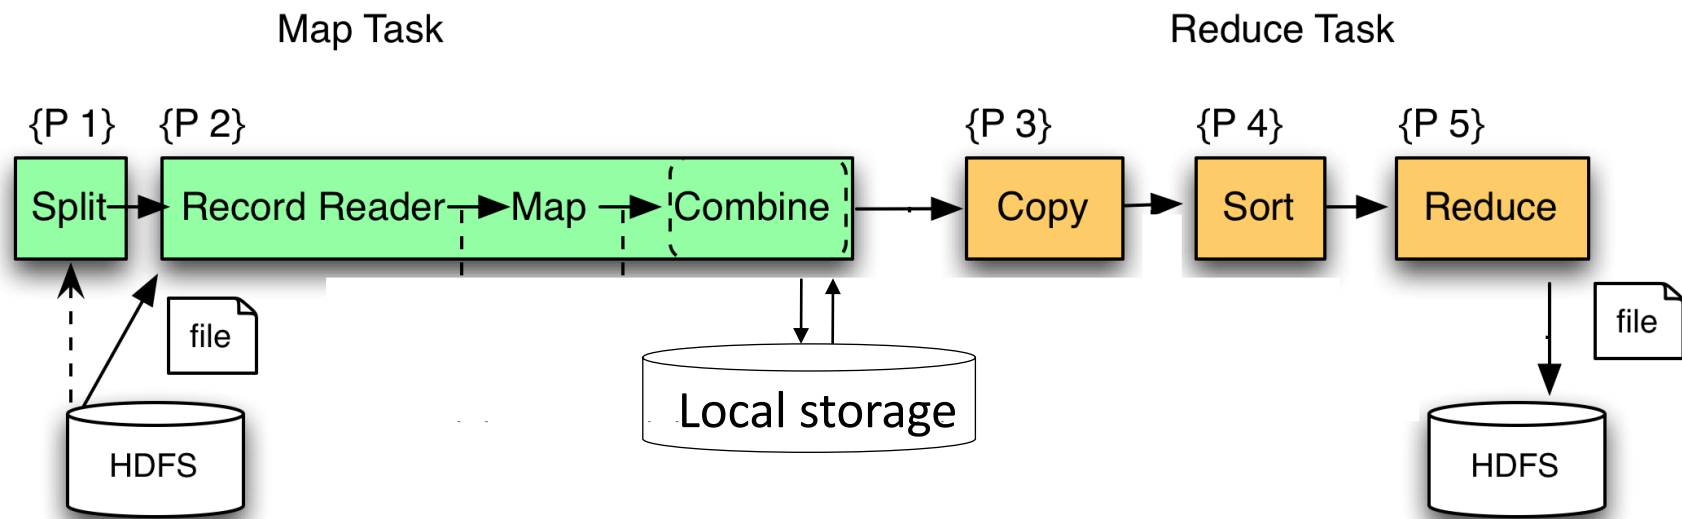 Map Task
Reduce Task
{P 1}
{P 2}
{P 3}
{P 4}
{P 5}
Split
Record Reader
Map
Combine
Copy
Sort
Reduce
file
file
Local storage
HDFS
HDFS